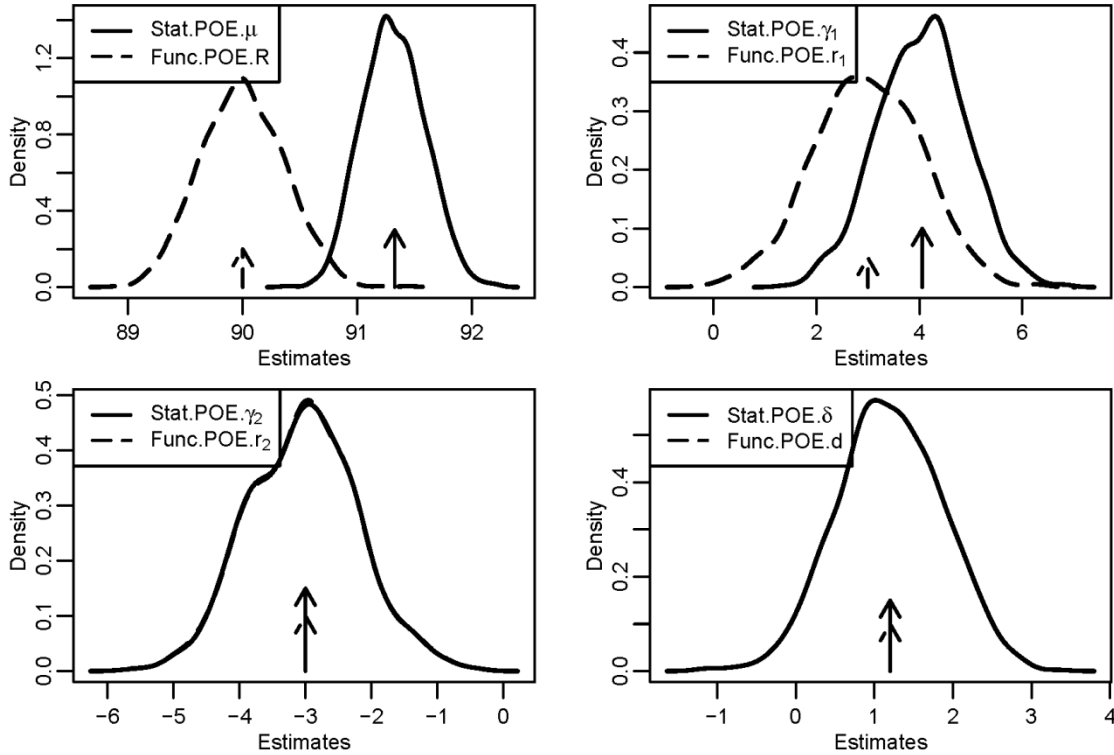 Stat.POE.μ
Func.POE.R
Density
0.0 0.4 0.8 1.2
89 90 91 92
Estimates
Stat.POE.γ1
Func.POE.r1
Density
0.0 0.1 0.2 0.3 0.4
0 2 4 6
Estimates
Stat.POE.γ2
Func.POE.r2
Density
0.0 0.1 0.2 0.3 0.4 0.5
−6 −5 −4 −3 −2 −1 0
Estimates
Stat.POE.δ
Func.POE.d
Density
0.0 0.2 0.4
−1 0 1 2 3 4
Estimates